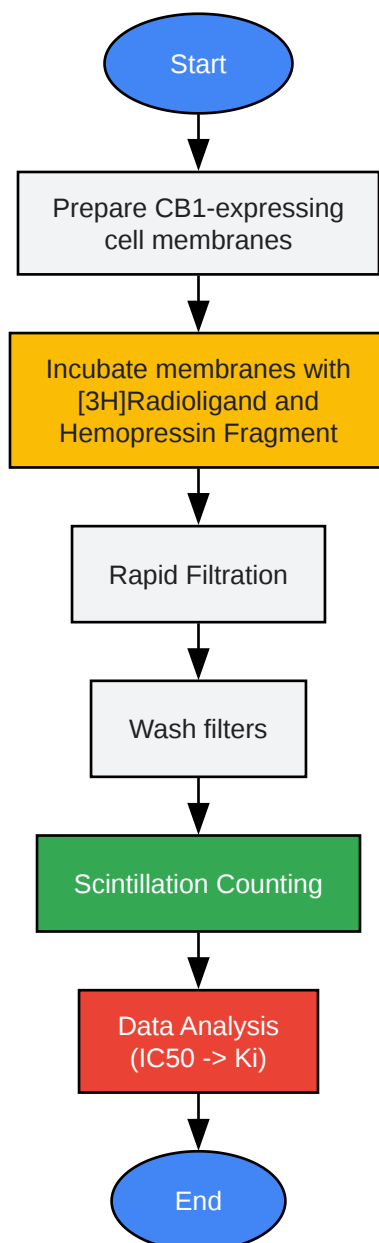 Start
Prepare CB1-expressing
cell membranes
Incubate membranes with
[3H]Radioligand and
Hemopressin Fragment
Rapid Filtration
Wash filters
Scintillation Counting
Data Analysis
(IC50 -> Ki)
End